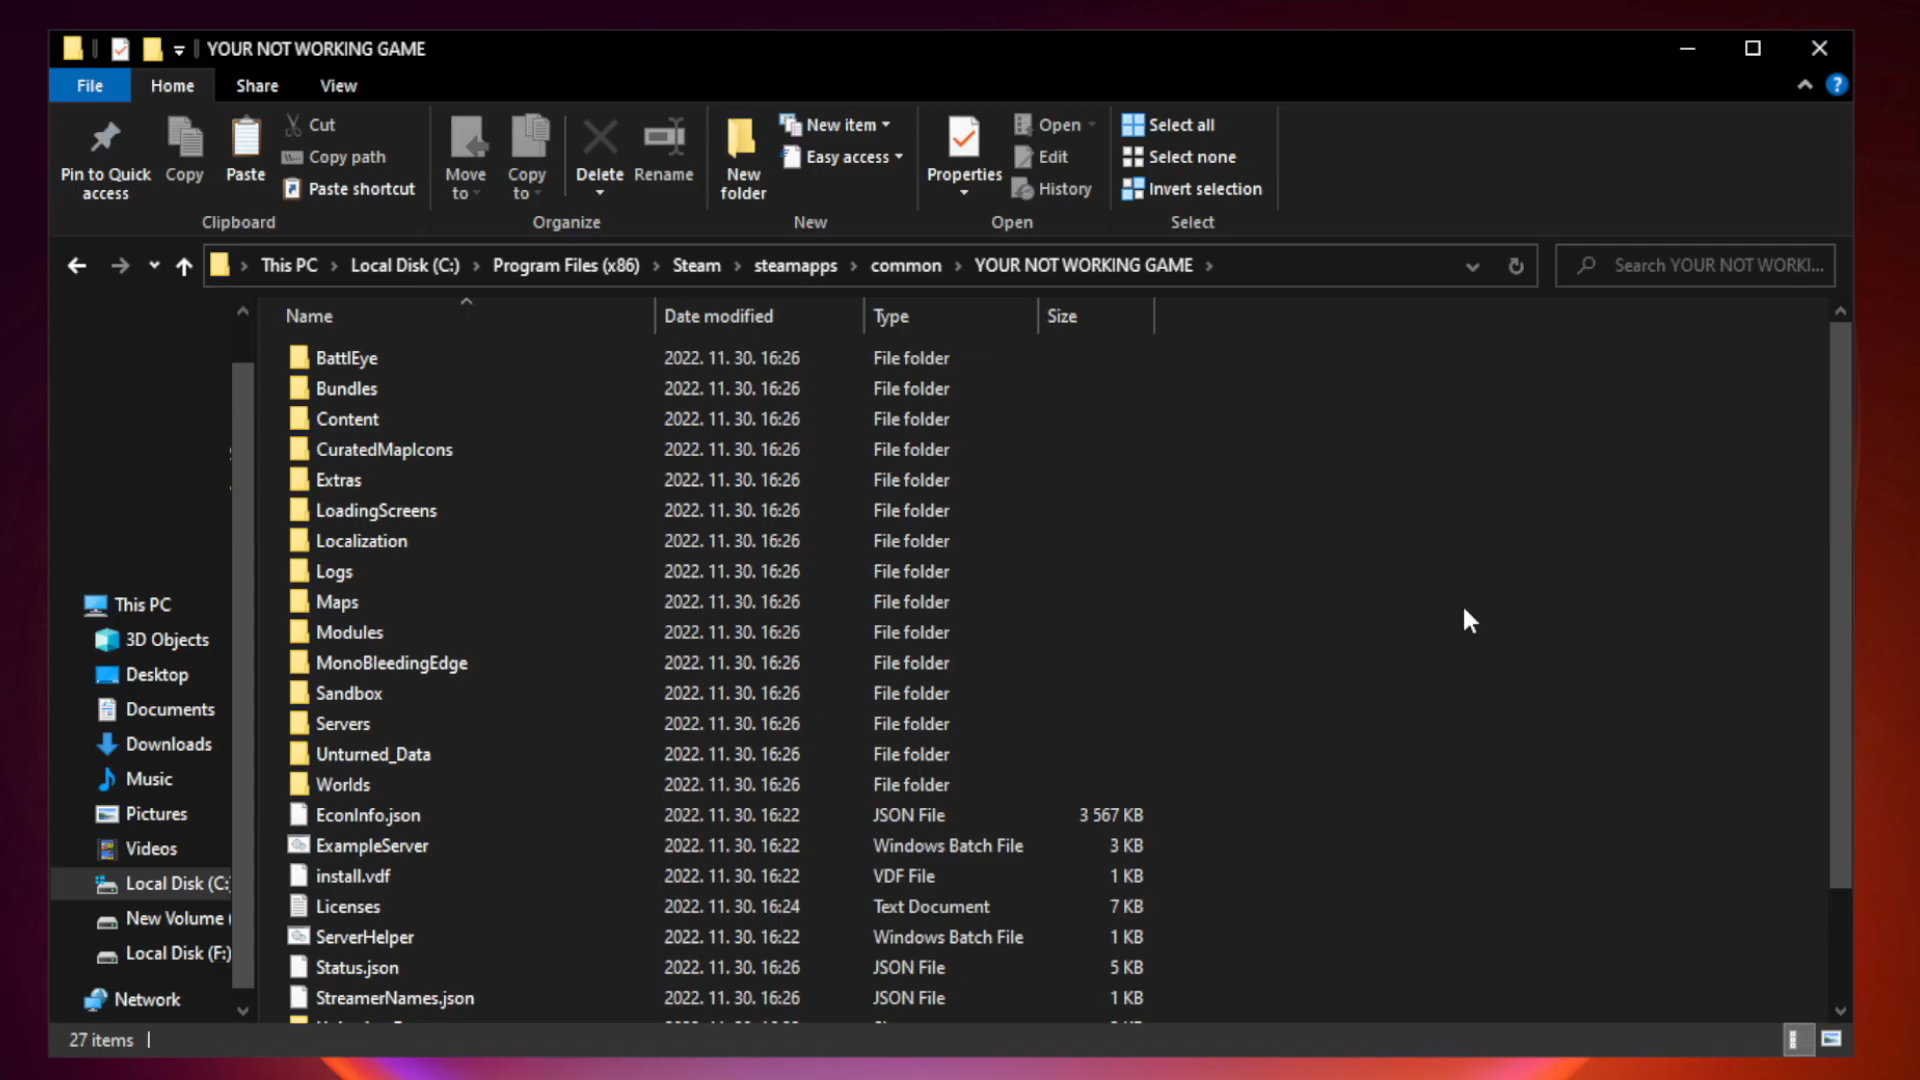 YOUR NOT WORKING GAME
File Home Share View
Pin to Quick access
Copy
Paste
Cut
Copy path
Paste shortcut
Move to
Copy to
Delete
Rename
New folder
New item
Easy access
Properties
Open
Edit
History
Select all
Select none
Invert selection
Clipboard Organize New Open Select
This PC > Local Disk (C:) > Program Files (x86) > Steam > steamapps > common > YOUR NOT WORKING GAME >
Search YOUR NOT WORKI...
Name Date modified Type Size
BattlEye 2022. 11. 30. 16:26 File folder
Bundles 2022. 11. 30. 16:26 File folder
Content 2022. 11. 30. 16:26 File folder
CuratedMapIcons 2022. 11. 30. 16:26 File folder
Extras 2022. 11. 30. 16:26 File folder
LoadingScreens 2022. 11. 30. 16:26 File folder
Localization 2022. 11. 30. 16:26 File folder
Logs 2022. 11. 30. 16:26 File folder
Maps 2022. 11. 30. 16:26 File folder
Modules 2022. 11. 30. 16:26 File folder
MonoBleedingEdge 2022. 11. 30. 16:26 File folder
Sandbox 2022. 11. 30. 16:26 File folder
Servers 2022. 11. 30. 16:26 File folder
Unturned_Data 2022. 11. 30. 16:26 File folder
Worlds 2022. 11. 30. 16:26 File folder
EconInfo.json 2022. 11. 30. 16:22 JSON File 3 567 KB
ExampleServer 2022. 11. 30. 16:22 Windows Batch File 3 KB
install.vdf 2022. 11. 30. 16:22 VDF File 1 KB
Licenses 2022. 11. 30. 16:24 Text Document 7 KB
ServerHelper 2022. 11. 30. 16:22 Windows Batch File 1 KB
Status.json 2022. 11. 30. 16:26 JSON File 5 KB
StreamerNames.json 2022. 11. 30. 16:26 JSON File 1 KB
This PC
3D Objects
Desktop
Documents
Downloads
Music
Pictures
Videos
Local Disk (C:
New Volume (
Local Disk (F:)
Network
27 items